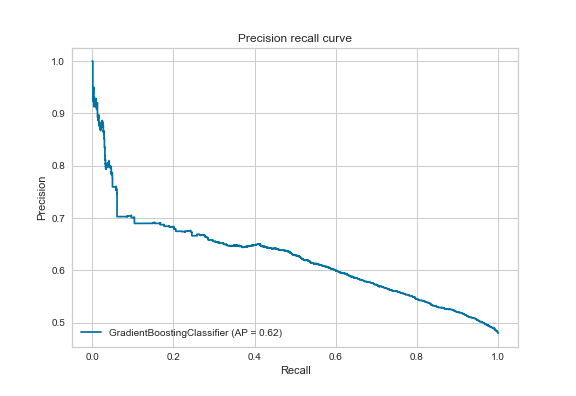 Precision recall curve
1.0
0.9
0.8
0.7
0.6
0.5
Precision
GradientBoostingClassifier (AP = 0.62)
0.0 0.2 0.4 0.6 0.8 1.0
Recall